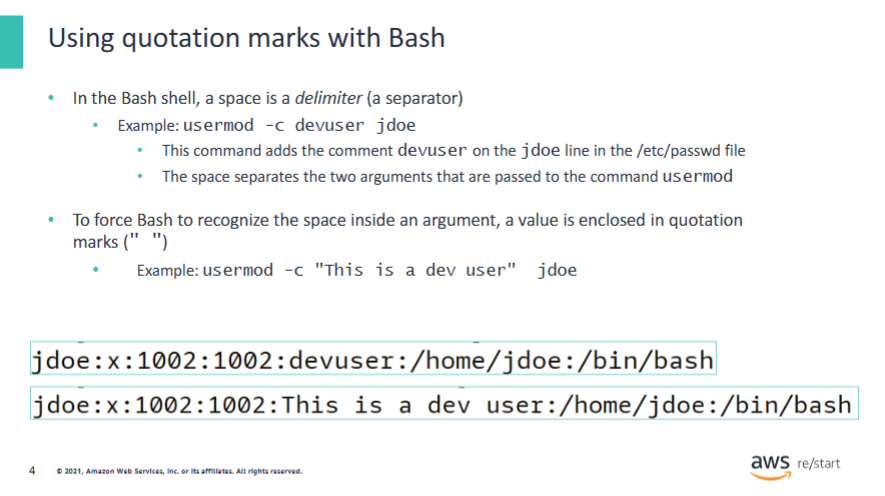 Using quotation marks with Bash
• In the Bash shell, a space is a delimiter (a separator)
• Example: usermod -c devuser jdoe
• This command adds the comment devuser on the jdoe line in the /etc/passwd file
• The space separates the two arguments that are passed to the command usermod
• To force Bash to recognize the space inside an argument, a value is enclosed in quotation
marks (" ")
• Example: usermod -c "This is a dev user" jdoe
jdoe:x:1002:1002:devuser:/home/jdoe:/bin/bash
jdoe:x:1002:1002:This is a dev user:/home/jdoe:/bin/bash
4 © 2021, Amazon Web Services, Inc. or its affiliates. All rights reserved.
aws re/start